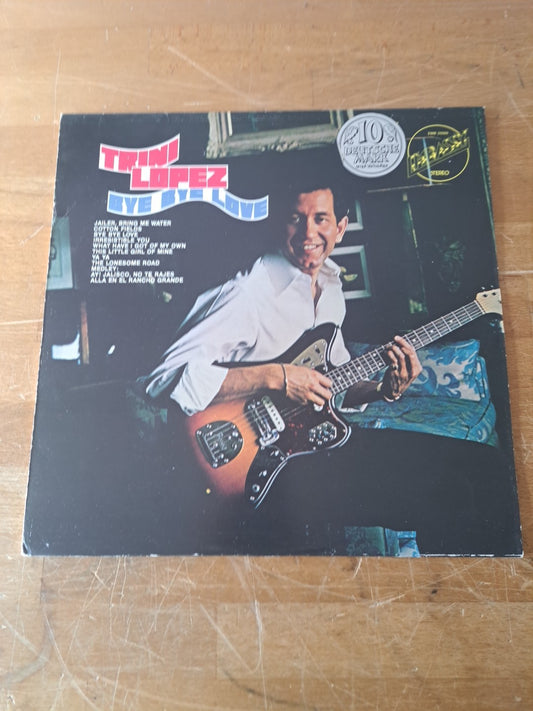 TRINI
LOPEZ
BYE BYE LOVE
JAILER, BRING ME WATER
COTTON FIELDS
BYE BYE LOVE
IRRESISTIBLE YOU
WHAT HAVE I GOT OF MY OWN
THIS LITTLE GIRL OF MINE
YA YA
THE LONESOME ROAD
MEDLEY:
AY! JALISCO, NO TE RAJES
ALLA EN EL RANCHO GRANDE
10
DEUTSCHE
MARK
STEREO